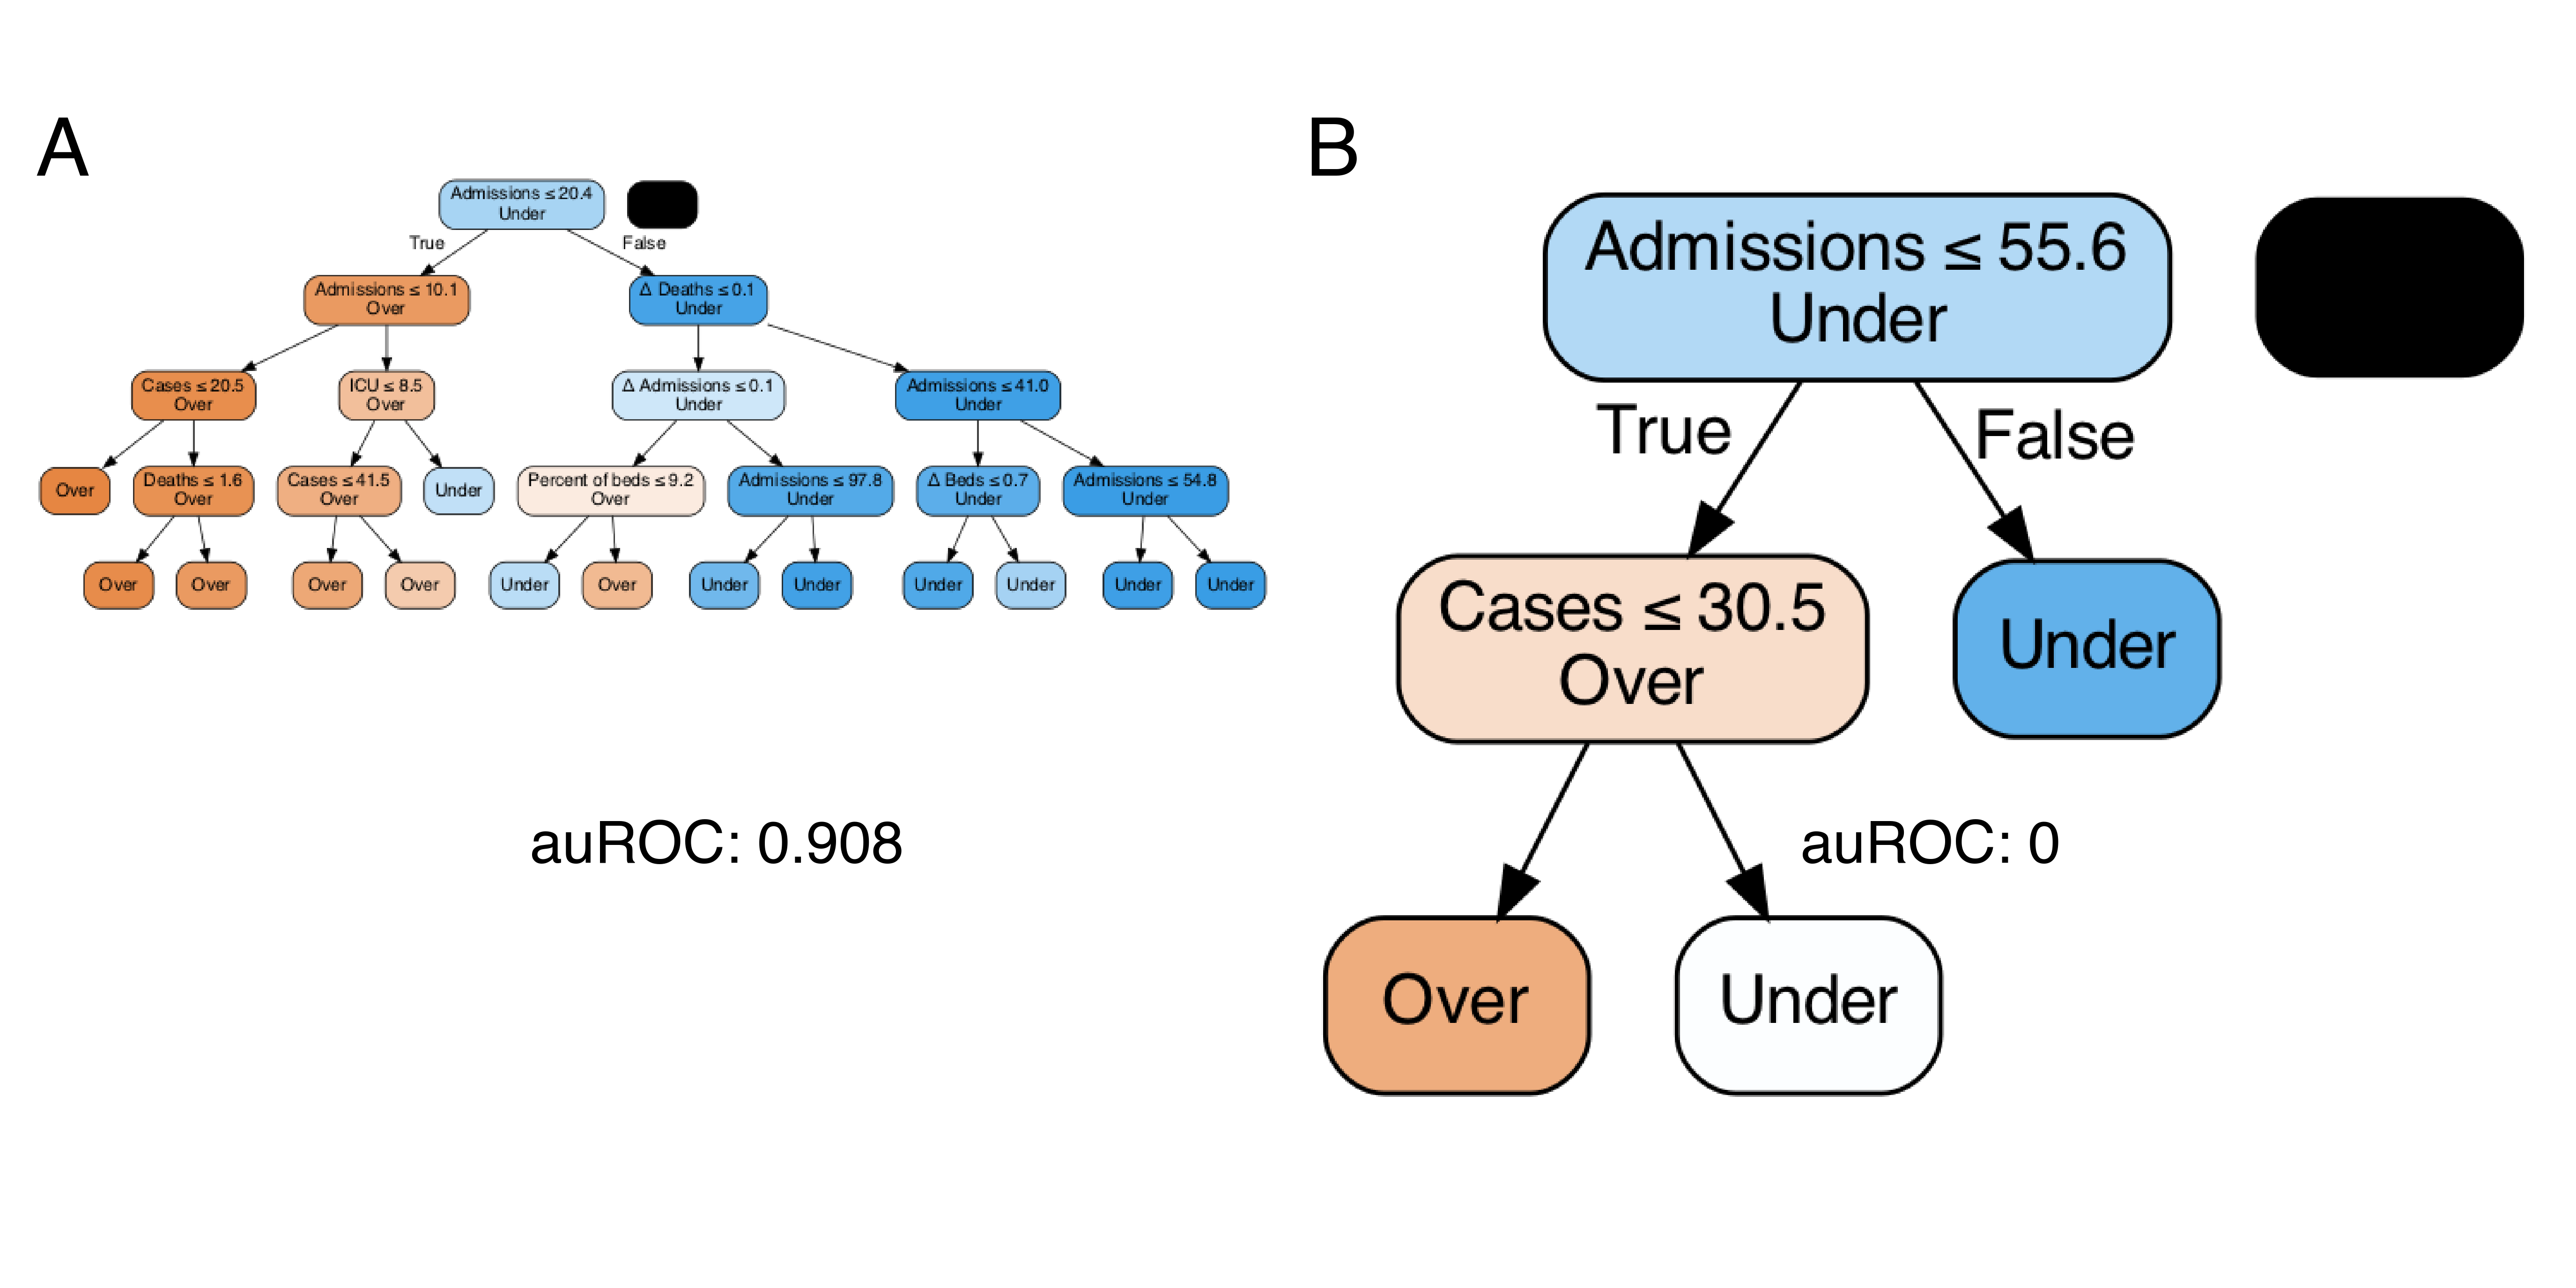 A
Admissions ≤ 20.4
Under
True
False
Admissions ≤ 10.1
Over
Δ Deaths ≤ 0.1
Under
Cases ≤ 20.5
Over
ICU ≤ 8.5
Over
Δ Admissions ≤ 0.1
Under
Admissions ≤ 41.0
Under
Over
Deaths ≤ 1.6
Over
Cases ≤ 41.5
Over
Under
Percent of beds ≤ 9.2
Over
Admissions ≤ 97.8
Under
Δ Beds ≤ 0.7
Under
Admissions ≤ 54.8
Under
Over
Over
Over
Over
Under
Over
Under
Under
Under
Under
Under
Under
auROC: 0.908
B
Admissions ≤ 55.6
Under
True
False
Cases ≤ 30.5
Over
Under
auROC: 0
Over
Under